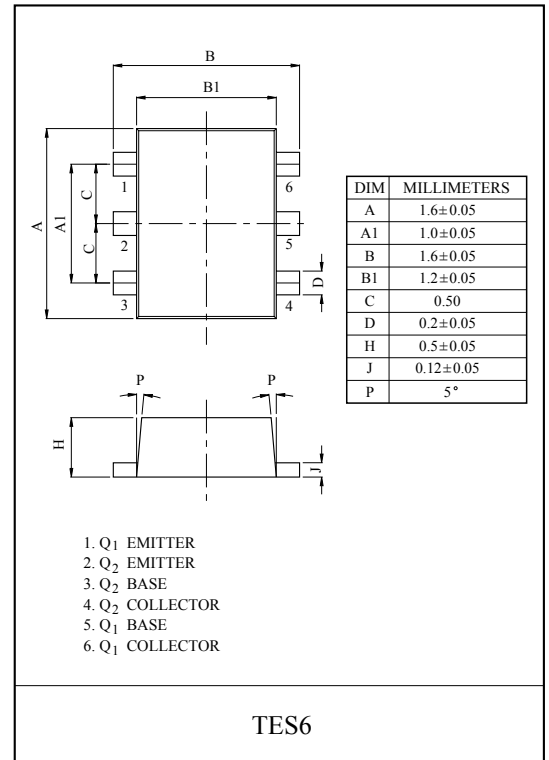 B
B1
A
A1
C
C
D
1
2
3
6
5
4
P
P
H
J
DIM MILLIMETERS
A 1.6±0.05
A1 1.0±0.05
B 1.6±0.05
B1 1.2±0.05
C 0.50
D 0.2±0.05
H 0.5±0.05
J 0.12±0.05
P 5°
1. Q1 EMITTER
2. Q2 EMITTER
3. Q2 BASE
4. Q2 COLLECTOR
5. Q1 BASE
6. Q1 COLLECTOR
TES6